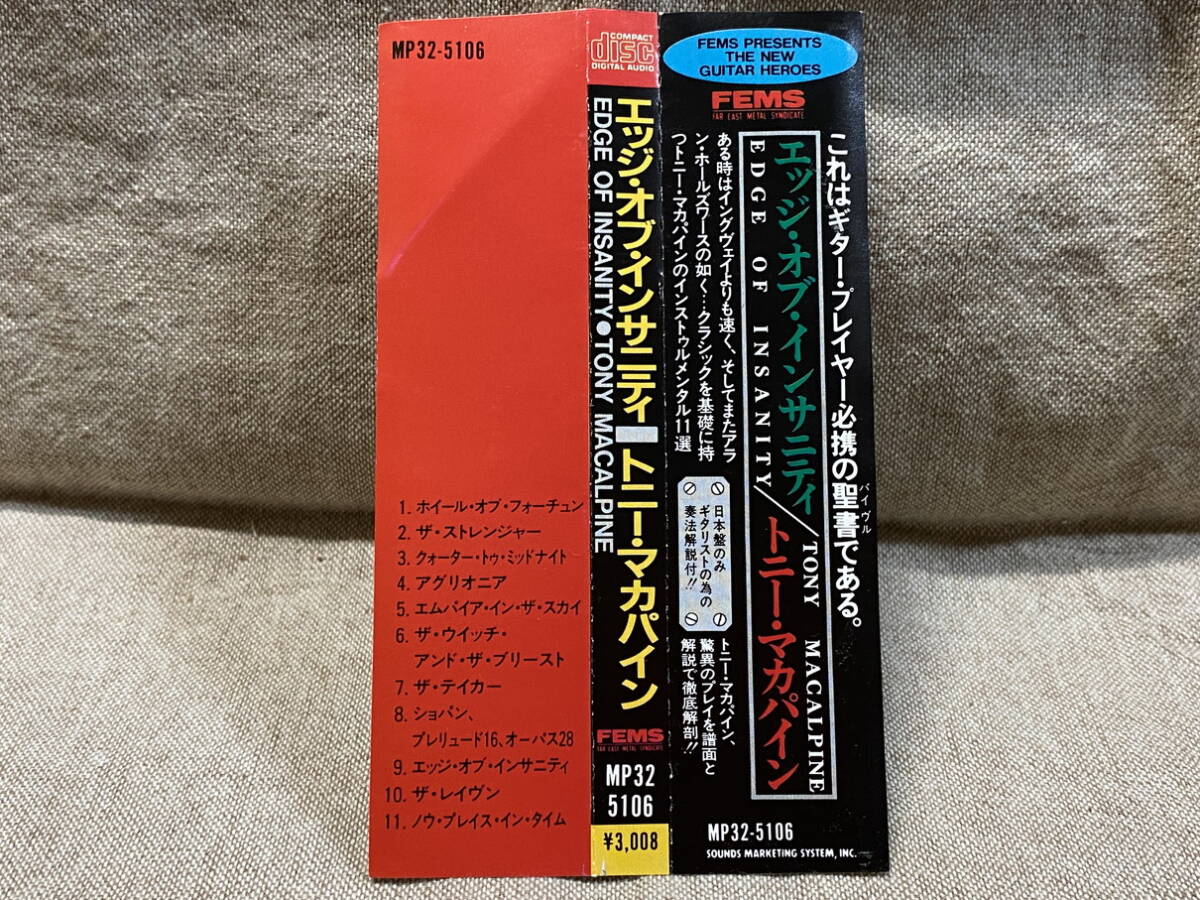 MP32-5106
1. ホイール・オブ・フォーチュン
2. ザ・ストレンジャー
3. クォーター・トゥ・ミッドナイト
4. アグリオニア
5. エムパイア・イン・ザ・スカイ
6. ザ・ウイッチ・
アンド・ザ・プリースト
7. ザ・テイカー
8. ショパン、
プレリュード16、オーパス28
9. エッジ・オブ・インサニティ
10. ザ・レイヴン
11. ノウ・プレイス・イン・タイム
COMPACT
disc
DIGITAL AUDIO
エッジ・オブ・インサニティ トニー・マカパイン
EDGE OF INSANITY●TONY MACALPINE
FEMS
FAR EAST METAL SYNDICATE
MP32
5106
¥3,008
FEMS PRESENTS
THE NEW
GUITAR HEROES
FEMS
FAR EAST METAL SYNDICATE
これはギター・プレイヤー必携の聖書である。
バイヴル
エッジ・オブ・インサニティ/トニー・マカパイン
EDGE OF INSANITY/TONY MACALPINE
ある時はイングヴェイよりも速く、そしてまたアラ
ン・ホールズワースの如く…クラシックを基礎に持
つトニー・マカパインのインストゥルメンタル11選
日本盤のみ
ギタリストの為の
奏法解説付!!
トニー・マカパイン、
驚異のプレイを譜面と
解説で徹底解剖!!
MP32-5106
SOUNDS MARKETING SYSTEM, INC.